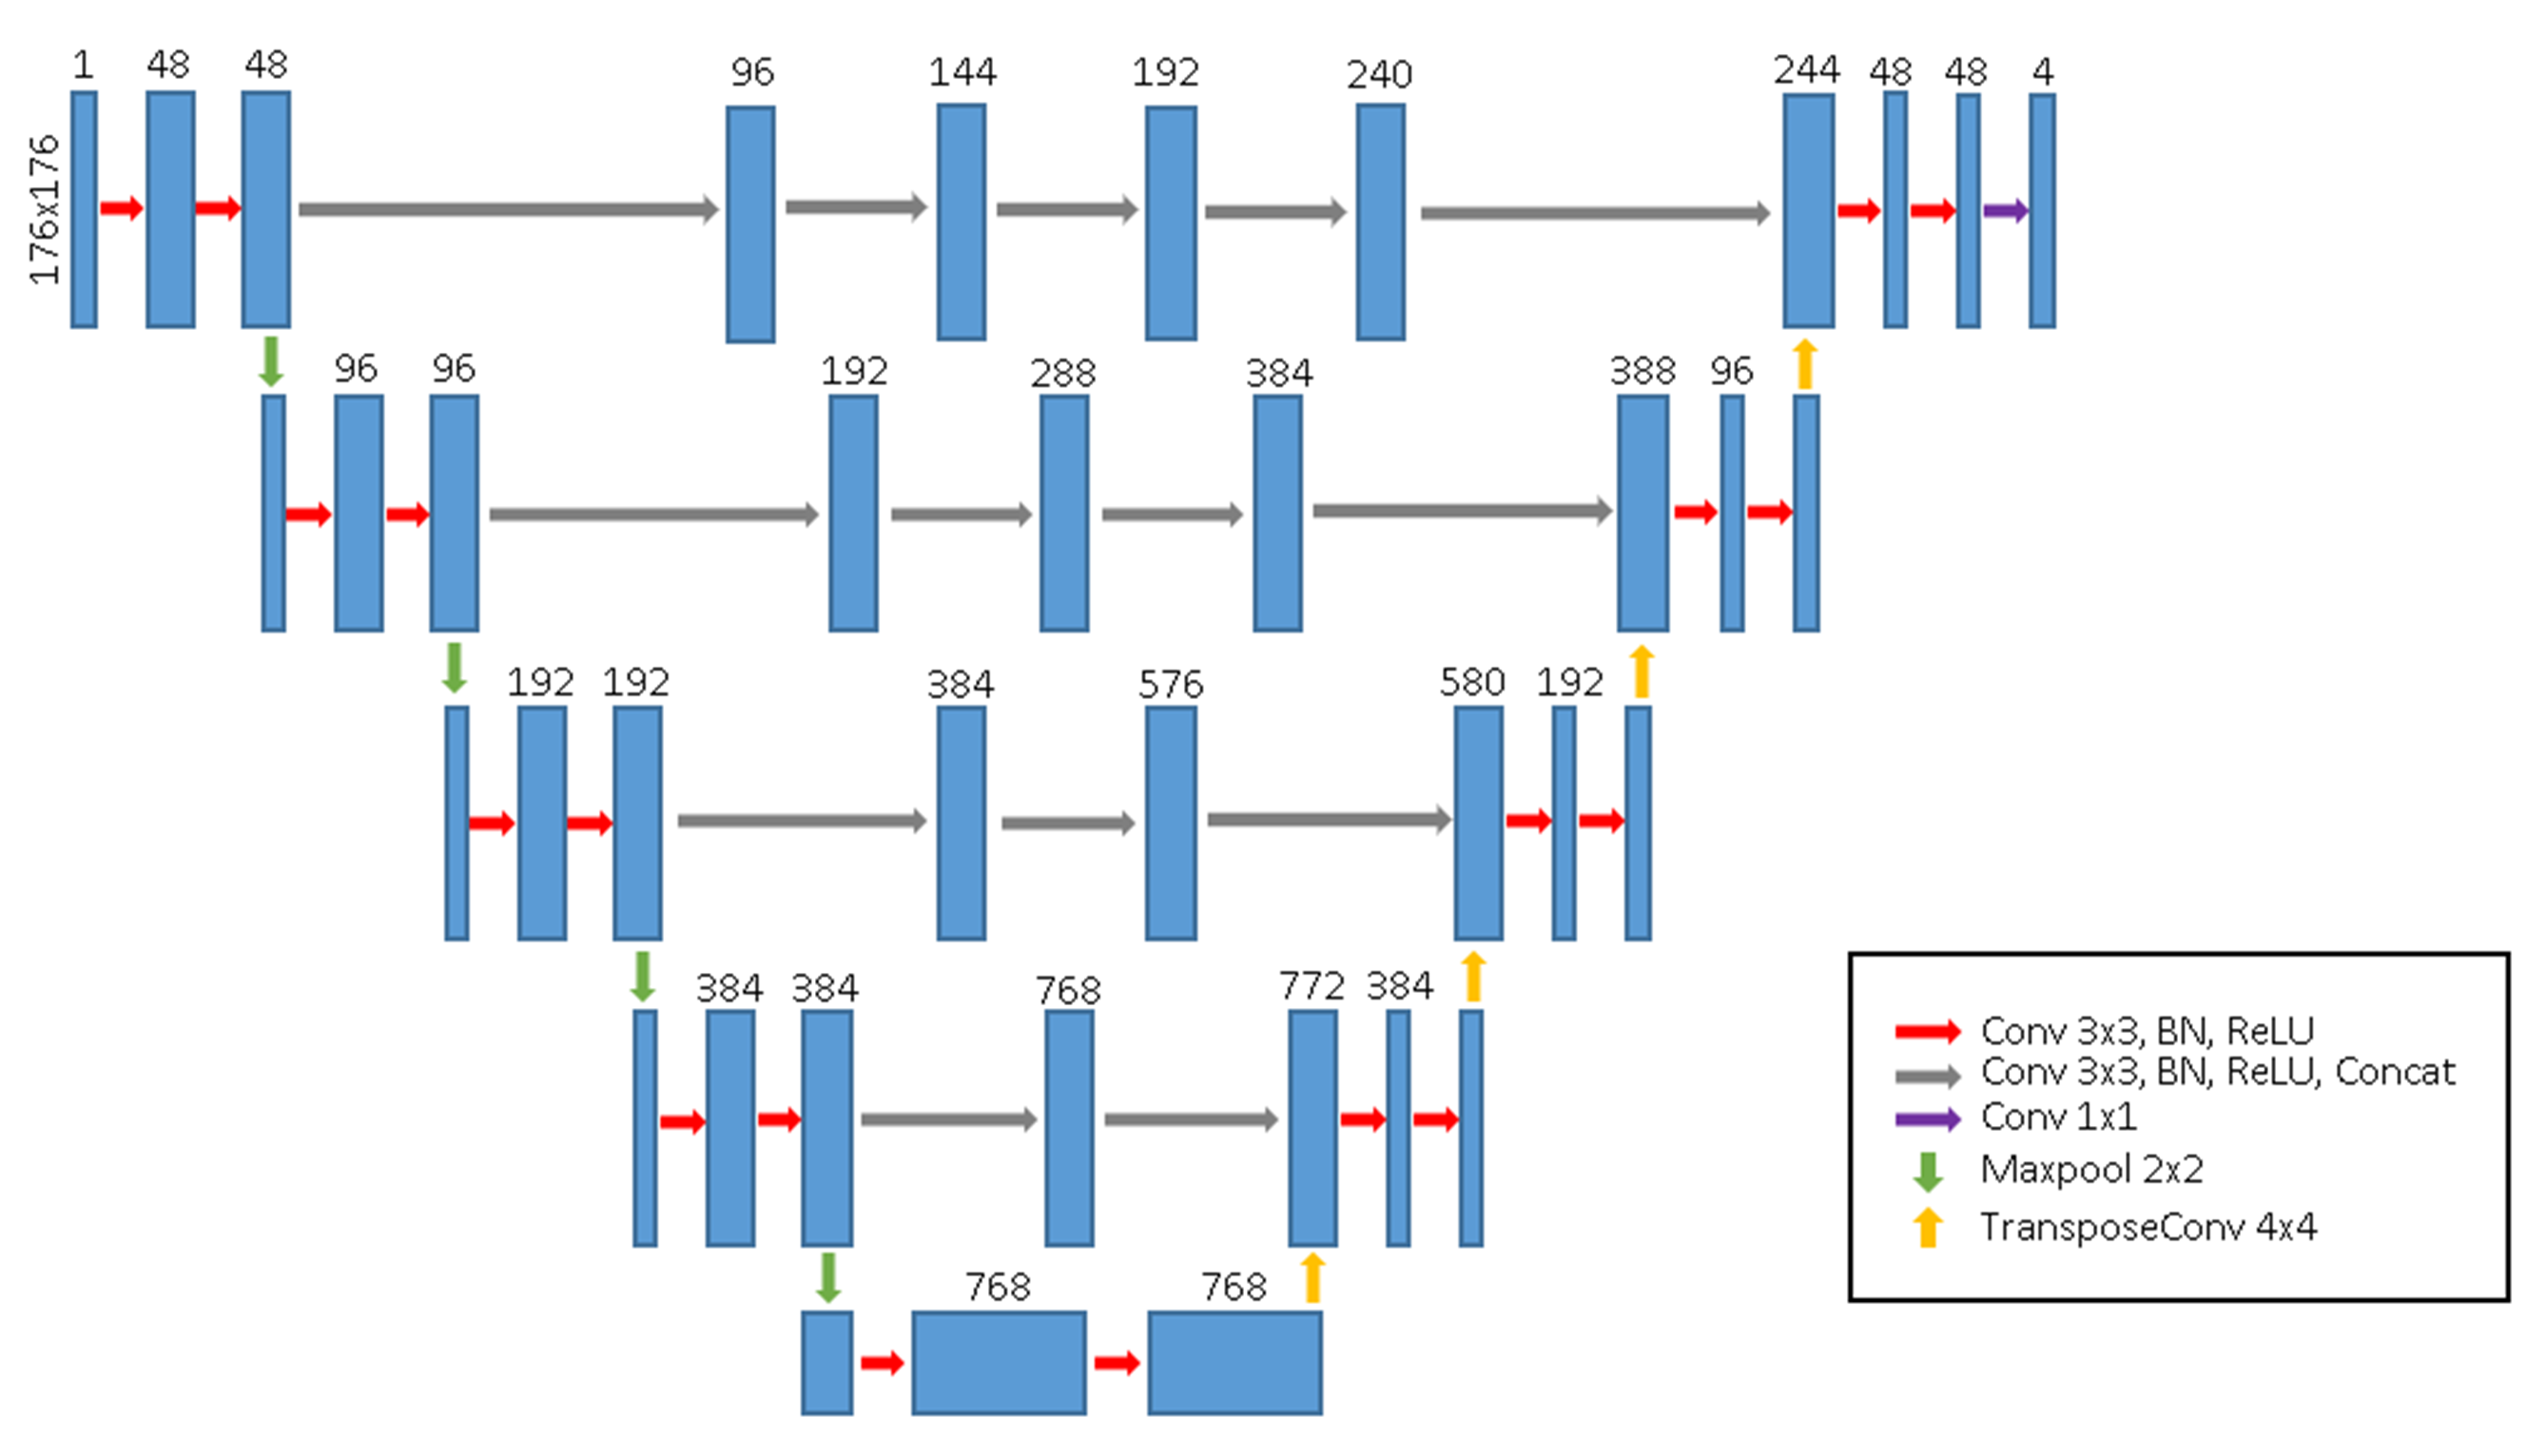 1 48 48 96 144 192 240 244 48 48 4
176x176
96 96 192 288 384 388 96
192 192 384 576 580 192
384 384 768 772 384
768 768
Conv 3x3, BN, ReLU
Conv 3x3, BN, ReLU, Concat
Conv 1x1
Maxpool 2x2
TransposeConv 4x4